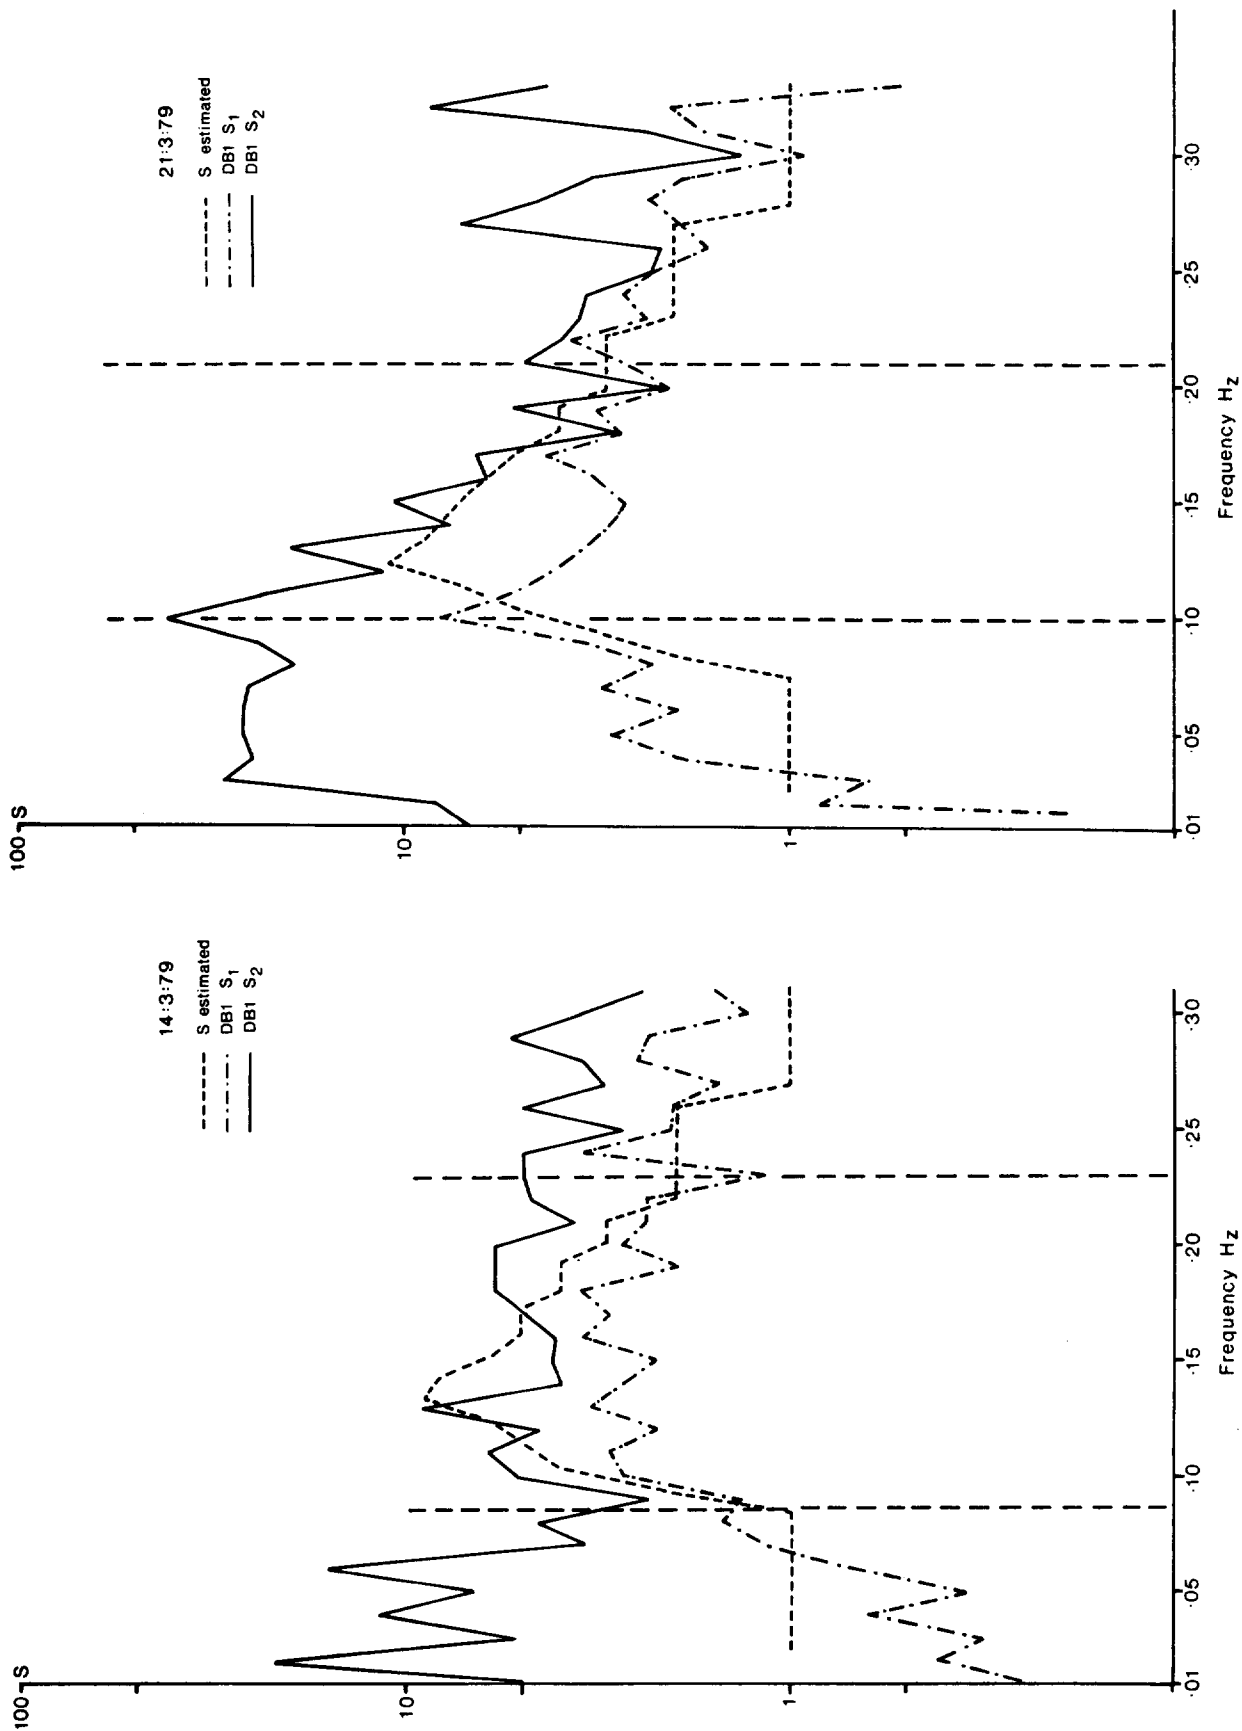 14:3:79
S estimated
DB1 S1
DB1 S2
100
S
10
1
·01
·05
·10
·15
·20
·25
·30
Frequency Hz
21:3:79
S estimated
DB1 S1
DB1 S2
100
S
10
1
·01
·05
·10
·15
·20
·25
·30
Frequency Hz